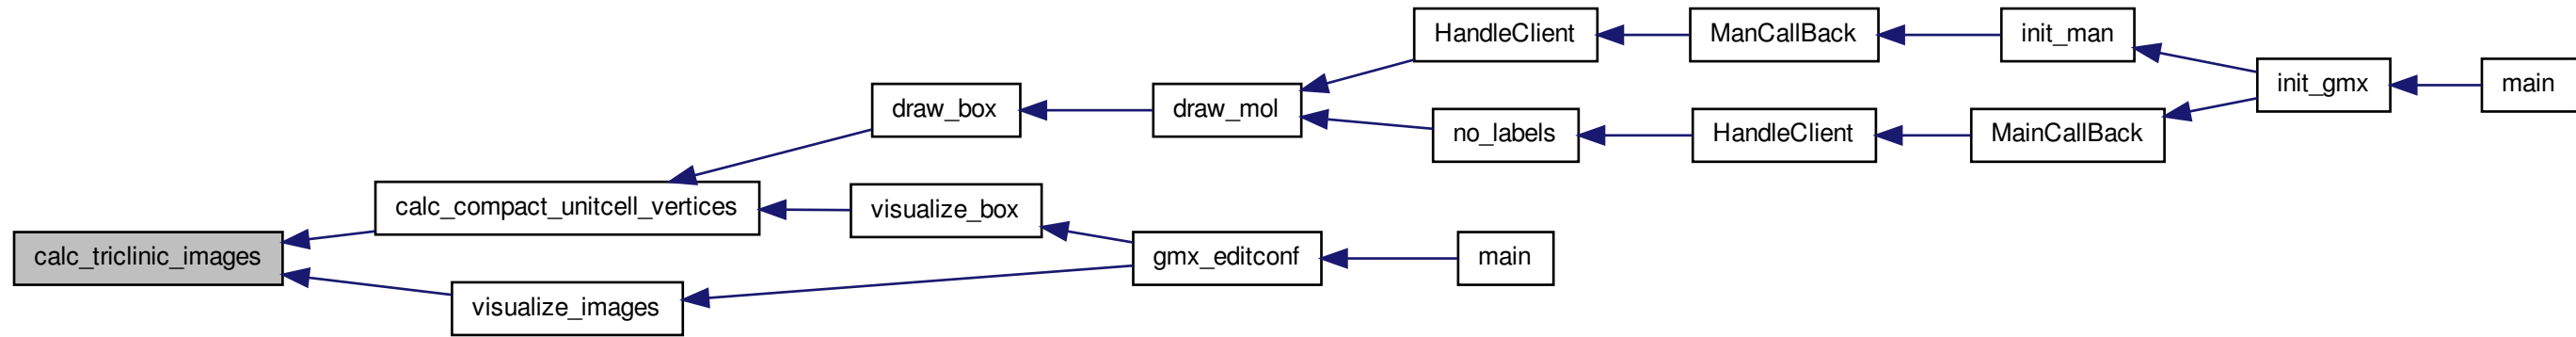 HandleClient
ManCallBack
init_man
init_gmx
main
draw_box
draw_mol
no_labels
HandleClient
MainCallBack
calc_compact_unitcell_vertices
visualize_box
calc_triclinic_images
gmx_editconf
main
visualize_images